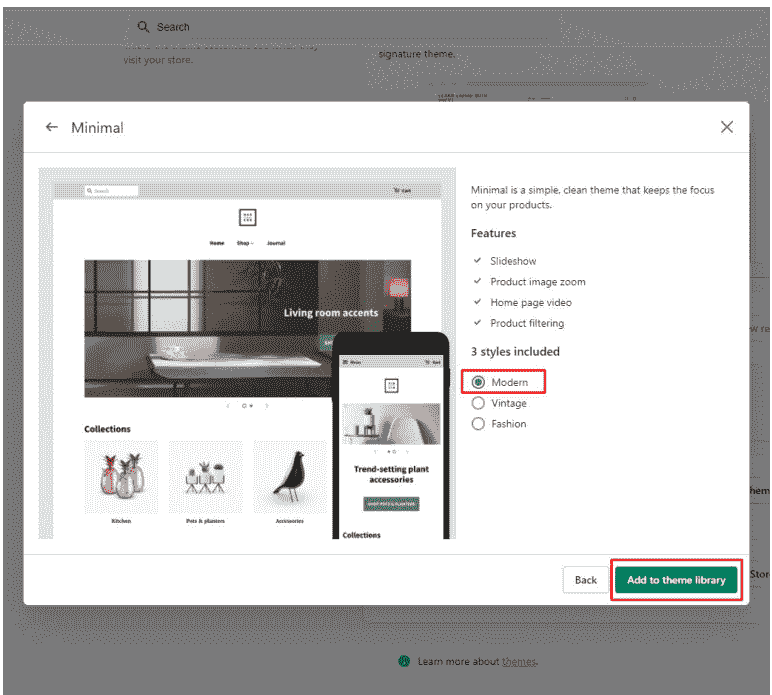 Search
visit your store.
signature theme.
Minimal
Search
Cart
Home Shop Journal
Living room accents
Collections
Kitchen
Pots & planters
Accessories
Menu
Cart
Trend-setting plant
accessories
Collections
Minimal is a simple, clean theme that keeps the focus
on your products.
Features
Slideshow
Product image zoom
Home page video
Product filtering
3 styles included
Modern
Vintage
Fashion
Back
Add to theme library
Learn more about themes.